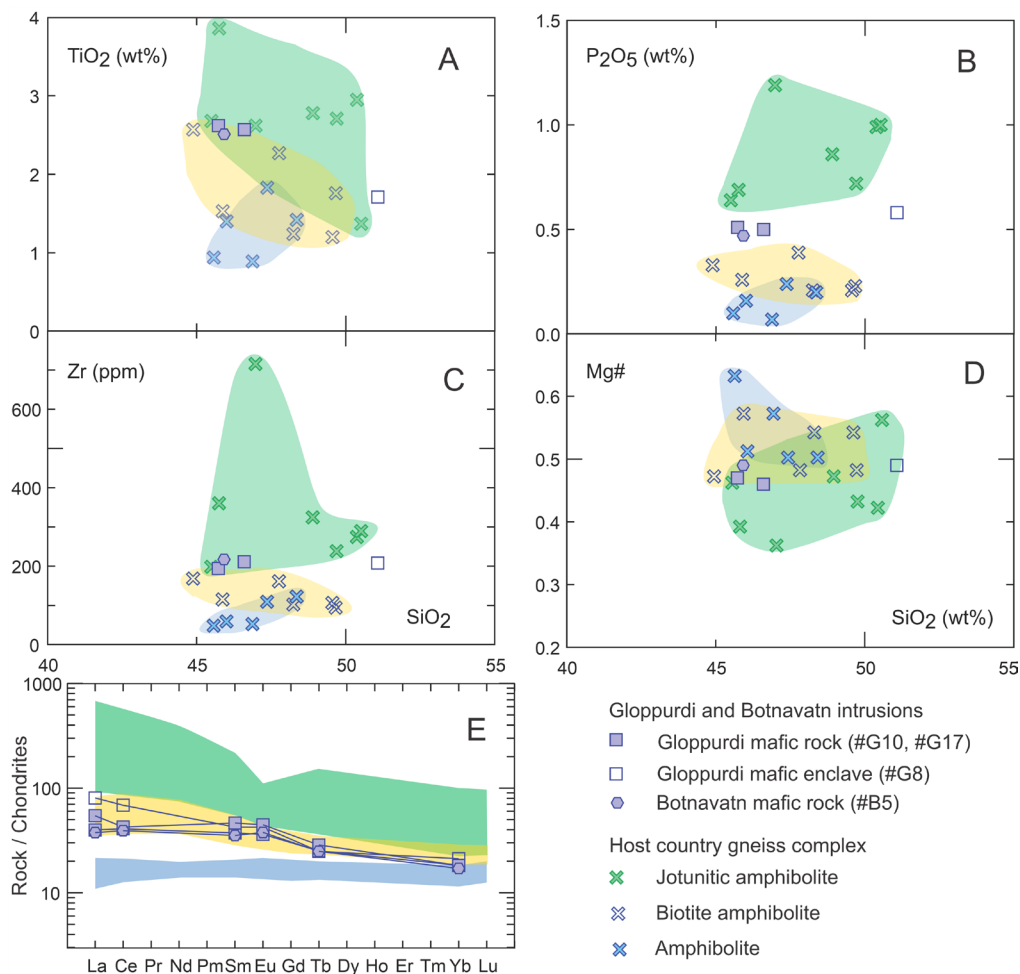 4
3
2
1
0
TiO2 (wt%)
A
1.5
1.0
0.5
0.0
P2O5 (wt%)
B
600
400
200
0
Zr (ppm)
C
SiO2
40
45
50
55
0.6
0.5
0.4
0.3
0.2
Mg#
D
SiO2 (wt%)
40
45
50
55
1000
100
10
Rock / Chondrites
E
La Ce Pr Nd Pm Sm Eu Gd Tb Dy Ho Er Tm Yb Lu
Gloppurdi and Botnavatn intrusions
Gloppurdi mafic rock (#G10, #G17)
Gloppurdi mafic enclave (#G8)
Botnavatn mafic rock (#B5)
Host country gneiss complex
Jotunitic amphibolite
Biotite amphibolite
Amphibolite